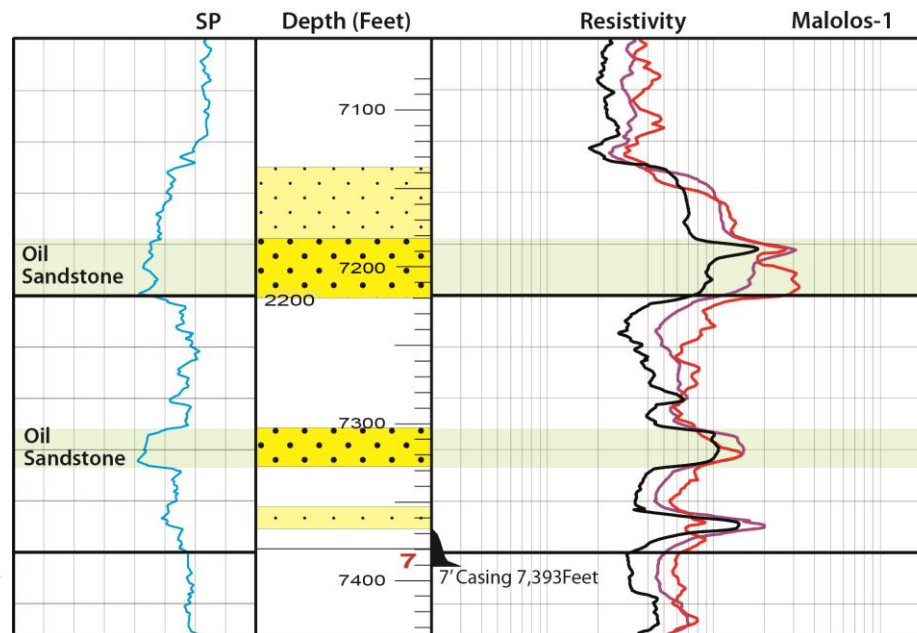 SP
Depth (Feet)
Resistivity
Malolos-1
7100
Oil
Sandstone
7200
2200
7300
Oil
Sandstone
7
7400
7’ Casing 7,393Feet